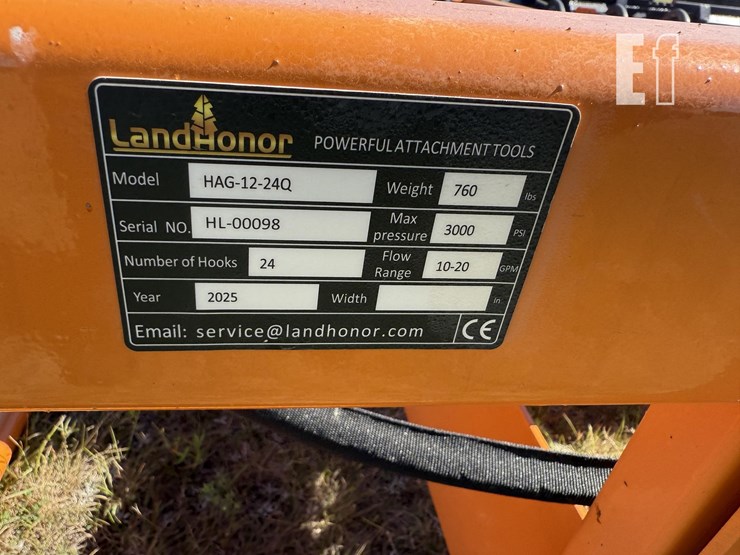 Ef
LandHonor POWERFUL ATTACHMENT TOOLS
Model HAG-12-24Q Weight 760 lbs
Serial NO. HL-00098 Max pressure 3000 PSI
Number of Hooks 24 Flow Range 10-20 GPM
Year 2025 Width In
Email: service@landhonor.com CE